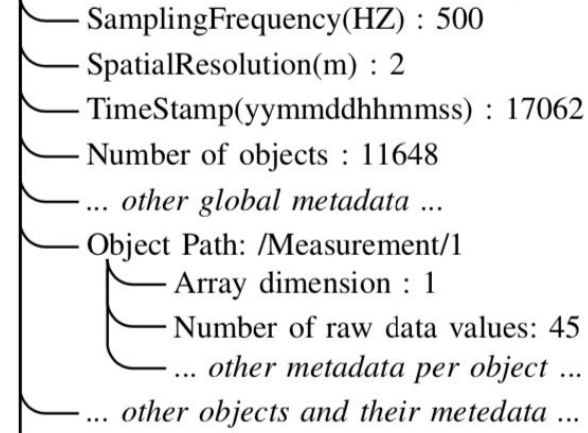 SamplingFrequency(HZ) : 500
SpatialResolution(m) : 2
TimeStamp(yymmddhhmmss) : 17062
Number of objects : 11648
... other global metadata ...
Object Path: /Measurement/1
Array dimension : 1
Number of raw data values: 45
... other metadata per object ...
... other objects and their metedata ...